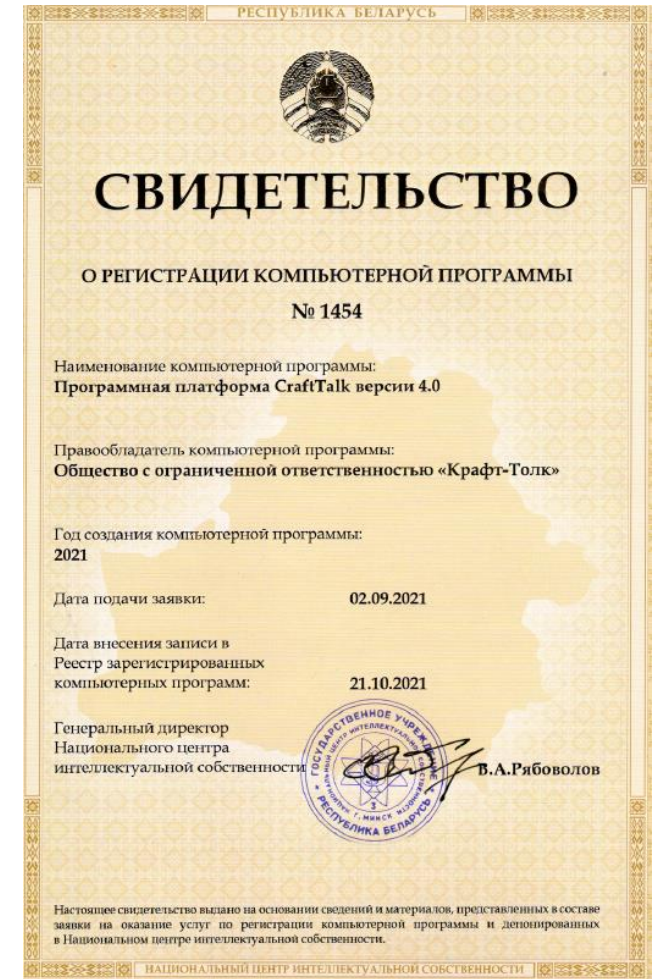 РЕСПУБЛИКА БЕЛАРУСЬ
СВИДЕТЕЛЬСТВО
О РЕГИСТРАЦИИ КОМПЬЮТЕРНОЙ ПРОГРАММЫ
№ 1454
Наименование компьютерной программы:
Программная платформа CraftTalk версии 4.0
Правообладатель компьютерной программы:
Общество с ограниченной ответственностью «Крафт-Толк»
Год создания компьютерной программы:
2021
Дата подачи заявки: 02.09.2021
Дата внесения записи в
Реестр зарегистрированных
компьютерных программ: 21.10.2021
Генеральный директор
Национального центра
интеллектуальной собственности В.А.Рябоволов
ГОСУДАРСТВЕННОЕ УЧРЕЖДЕНИЕ
РЕСПУБЛИКА БЕЛАРУСЬ
г. МИНСК
3
Настоящее свидетельство выдано на основании сведений и материалов, представленных в составе
заявки на оказание услуг по регистрации компьютерной программы и депонированных
в Национальном центре интеллектуальной собственности.
НАЦИОНАЛЬНЫЙ ЦЕНТР ИНТЕЛЛЕКТУАЛЬНОЙ СОБСТВЕННОСТИ